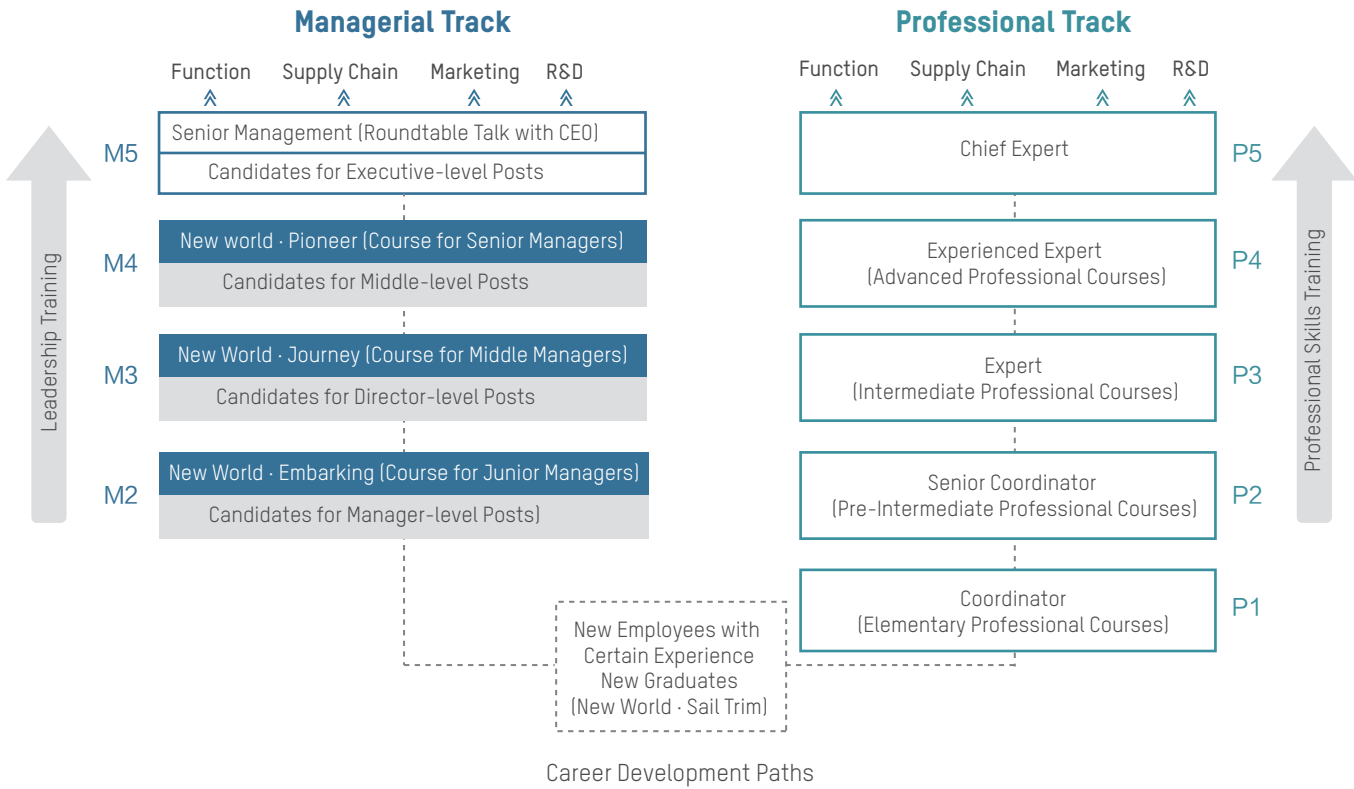 Managerial Track
Function Supply Chain Marketing R&D
Leadership Training
M5
Senior Management (Roundtable Talk with CEO)
Candidates for Executive-level Posts
M4
New world · Pioneer (Course for Senior Managers)
Candidates for Middle-level Posts
M3
New World · Journey (Course for Middle Managers)
Candidates for Director-level Posts
M2
New World · Embarking (Course for Junior Managers)
Candidates for Manager-level Posts)
Professional Track
Function Supply Chain Marketing R&D
Chief Expert
P5
Experienced Expert
(Advanced Professional Courses)
P4
Expert
(Intermediate Professional Courses)
P3
Senior Coordinator
(Pre-Intermediate Professional Courses)
P2
Coordinator
(Elementary Professional Courses)
P1
Professional Skills Training
New Employees with
Certain Experience
New Graduates
(New World · Sail Trim)
Career Development Paths